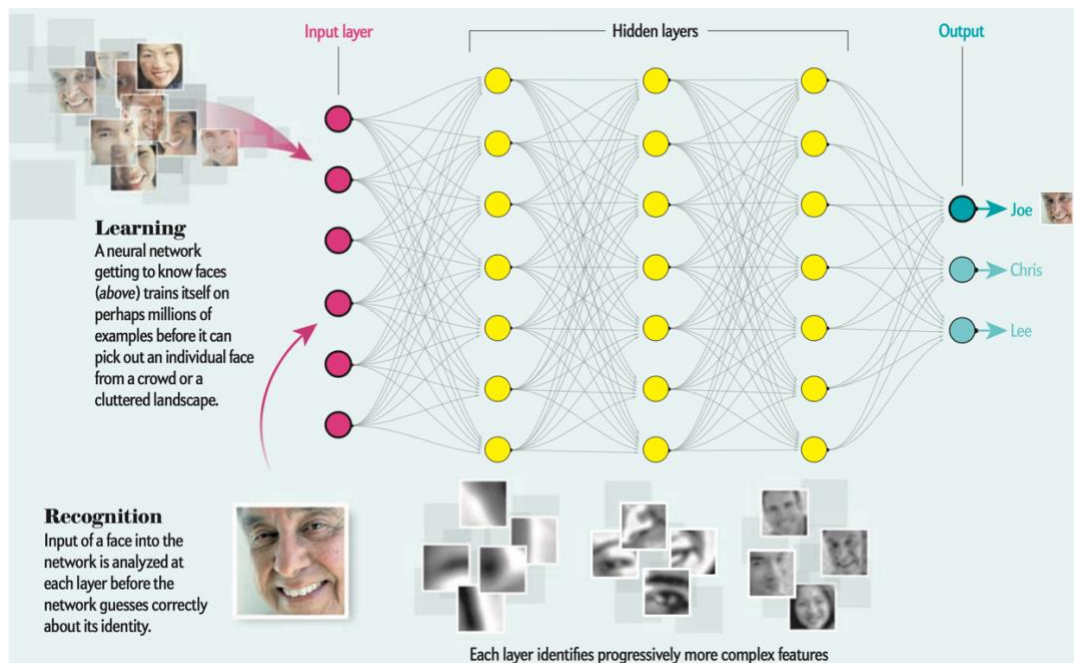 Input layer
Hidden layers
Output
Learning
A neural network
getting to know faces
(above) trains itself on
perhaps millions of
examples before it can
pick out an individual face
from a crowd or a
cluttered landscape.
Joe
Chris
Lee
Recognition
Input of a face into the
network is analyzed at
each layer before the
network guesses correctly
about its identity.
Each layer identifies progressively more complex features